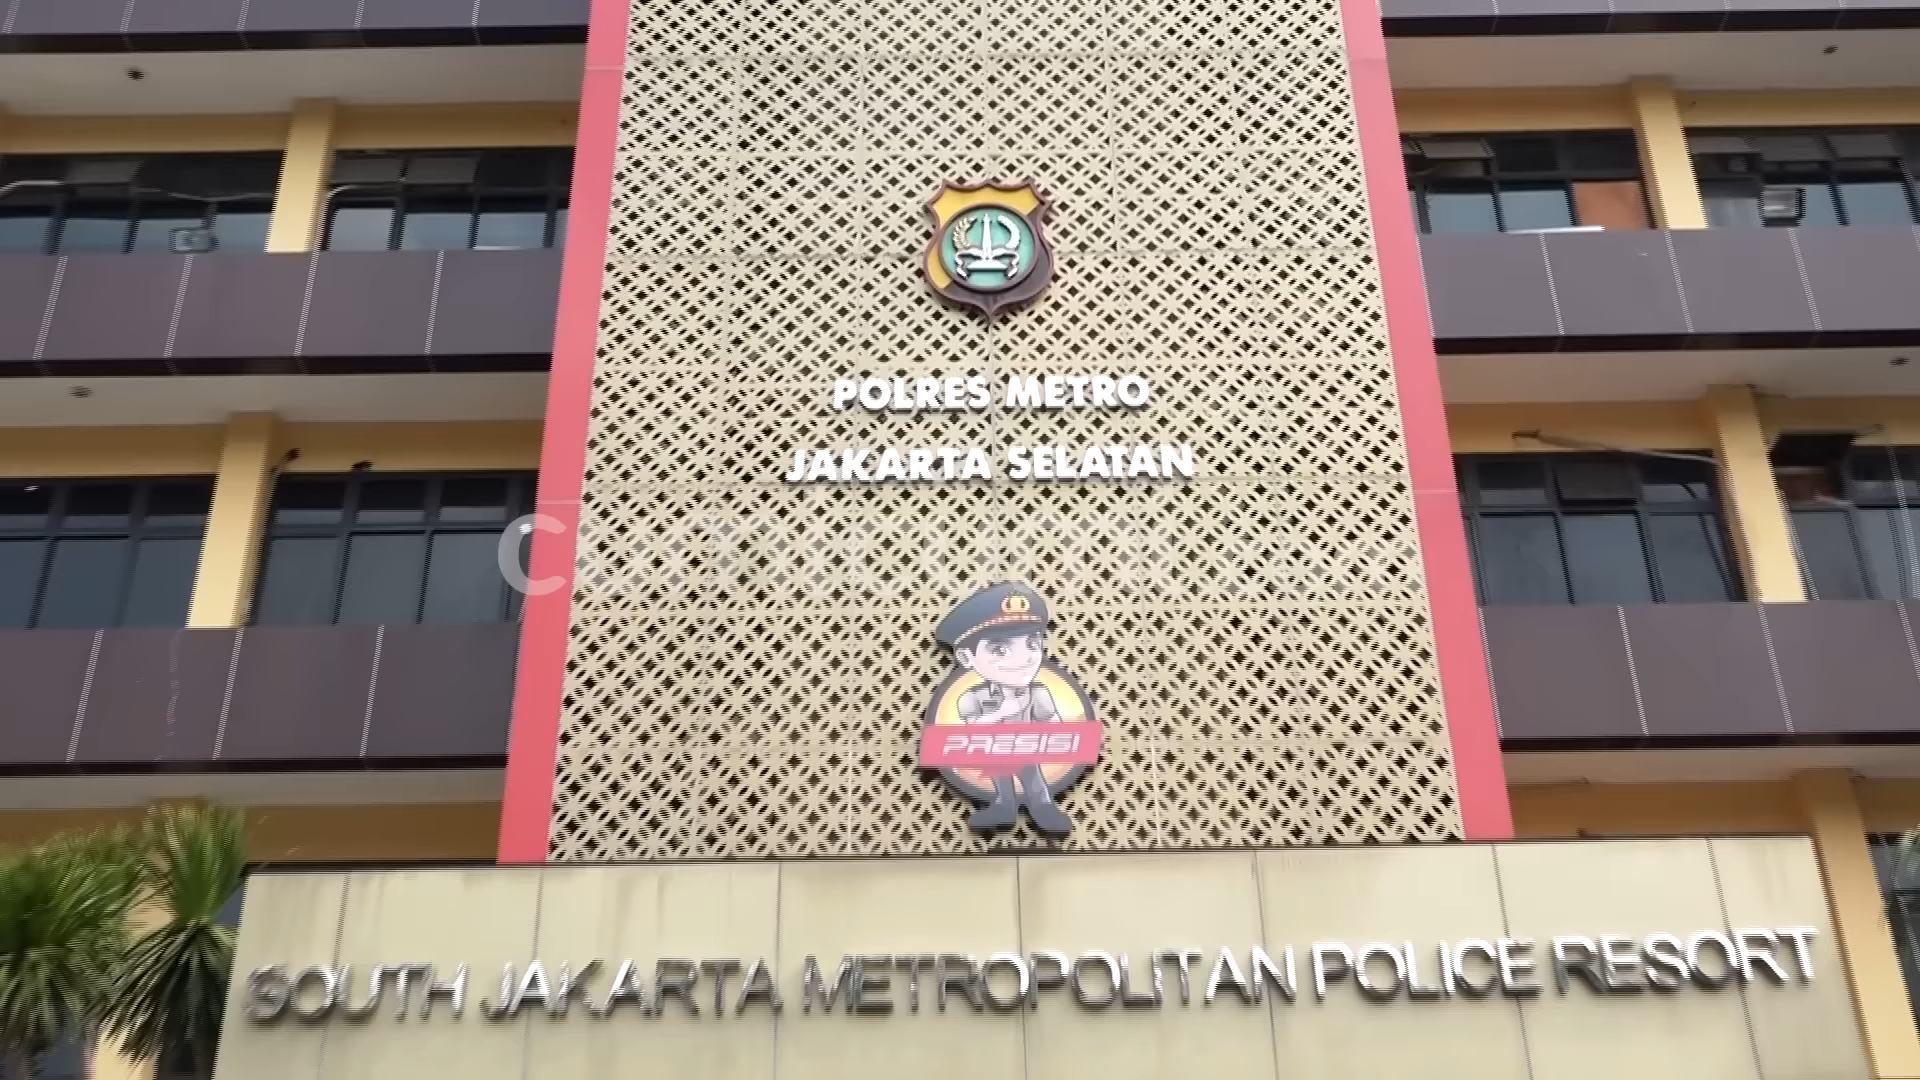 POLRES METRO
JAKARTA SELATAN
PRESISI
SOUTH JAKARTA METROPOLITAN POLICE RESORT